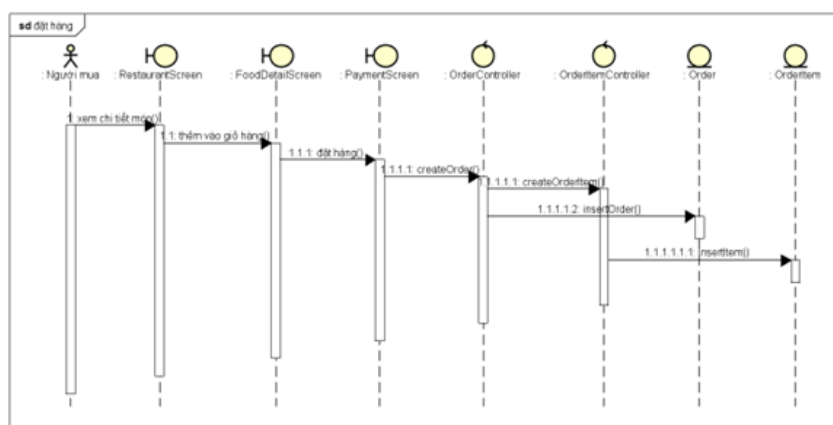 sd đặt hàng
: Người mua
: RestaurantScreen
: FoodDetailScreen
: PaymentScreen
: OrderController
: OrderItemController
: Order
: OrderItem
1: xem chi tiết món()
1.1: thêm vào giỏ hàng()
1.1.1: đặt hàng()
1.1.1.1: createOrder()
1.1.1.1.1: createOrderItem()
1.1.1.1.2: insertOrder()
1.1.1.1.1.1: insertItem()